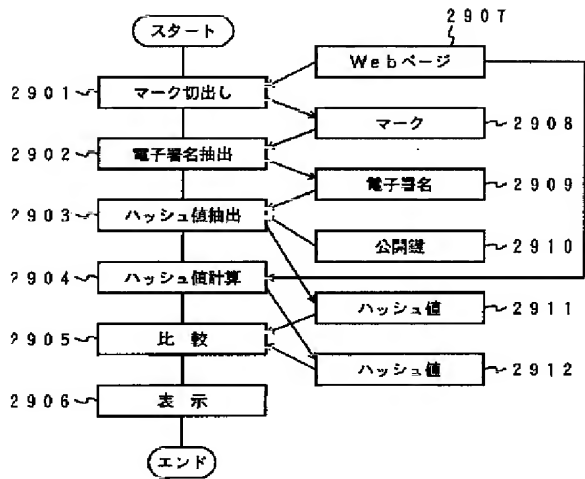 2907
スタート
Webページ
2901
マーク切出し
マーク
2908
2902
電子署名抽出
電子署名
2909
2903
ハッシュ値抽出
公開鍵
2910
2904
ハッシュ値計算
ハッシュ値
2911
2905
比 較
ハッシュ値
2912
2906
表 示
エンド